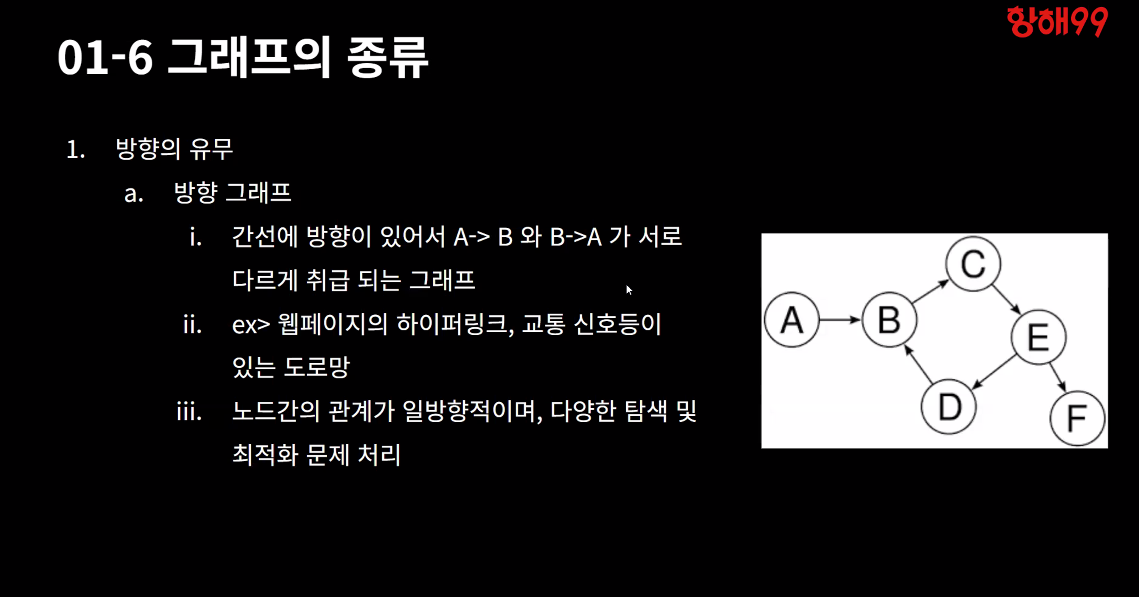 항해99
01-6 그래프의 종류
1. 방향의 유무
a. 방향 그래프
i. 간선에 방향이 있어서 A-> B 와 B->A 가 서로
다르게 취급 되는 그래프
ii. ex> 웹페이지의 하이퍼링크, 교통 신호등이
있는 도로망
iii. 노드간의 관계가 일방향적이며, 다양한 탐색 및
최적화 문제 처리
C
A
B
E
D
F